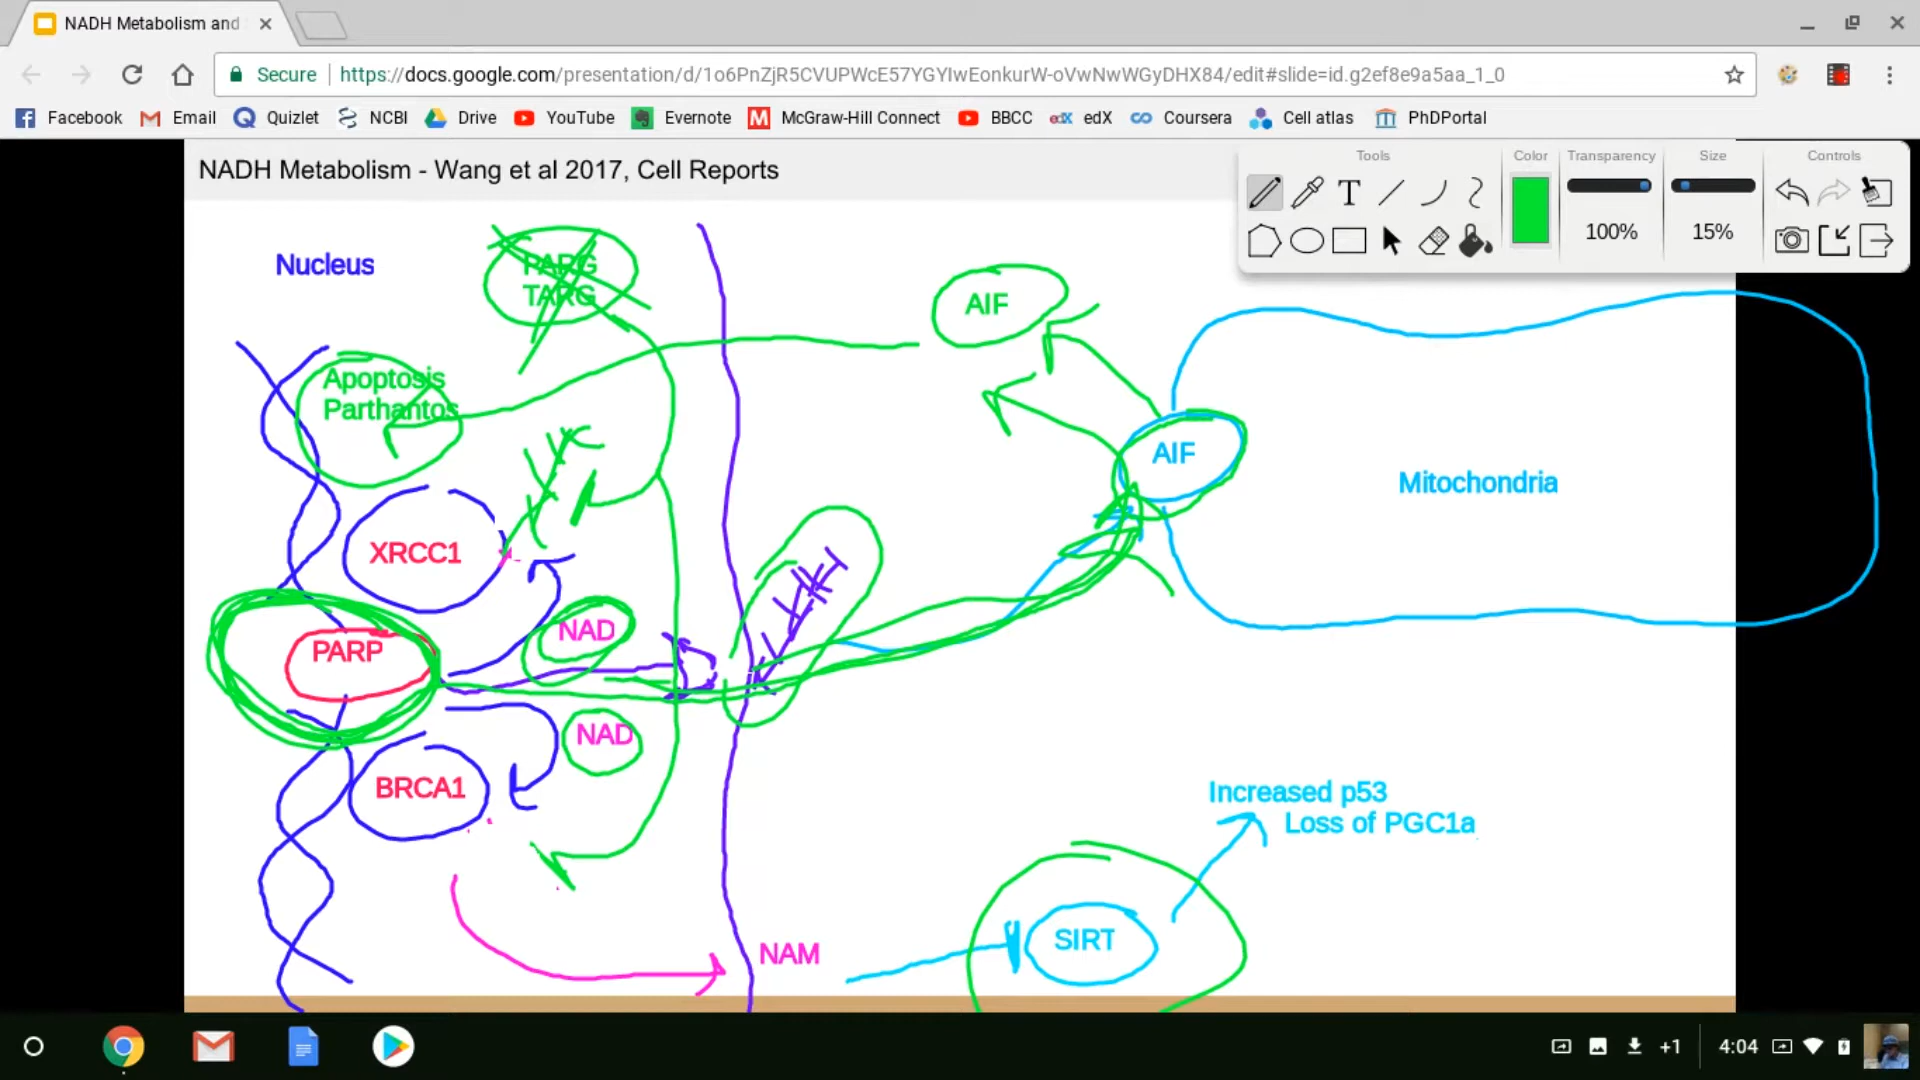 NADH Metabolism and
Secure
https://docs.google.com/presentation/d/1o6PnZjR5CVUPWcE57YGYIwEonkurW-oVwNwWGyDHX84/edit#slide=id.g2ef8e9a5aa_1_0
Facebook Email Quizlet NCBI Drive YouTube Evernote McGraw-Hill Connect BBCC edX Coursera Cell atlas PhDPortal
NADH Metabolism - Wang et al 2017, Cell Reports
Tools Color Transparency Size Controls
100% 15%
Nucleus
PARG
TARG
AIF
Apoptosis
Parthantos
AIF
Mitochondria
XRCC1
NAD
PARP
NAD
BRCA1
Increased p53
Loss of PGC1a
SIRT
NAM
+1 4:04